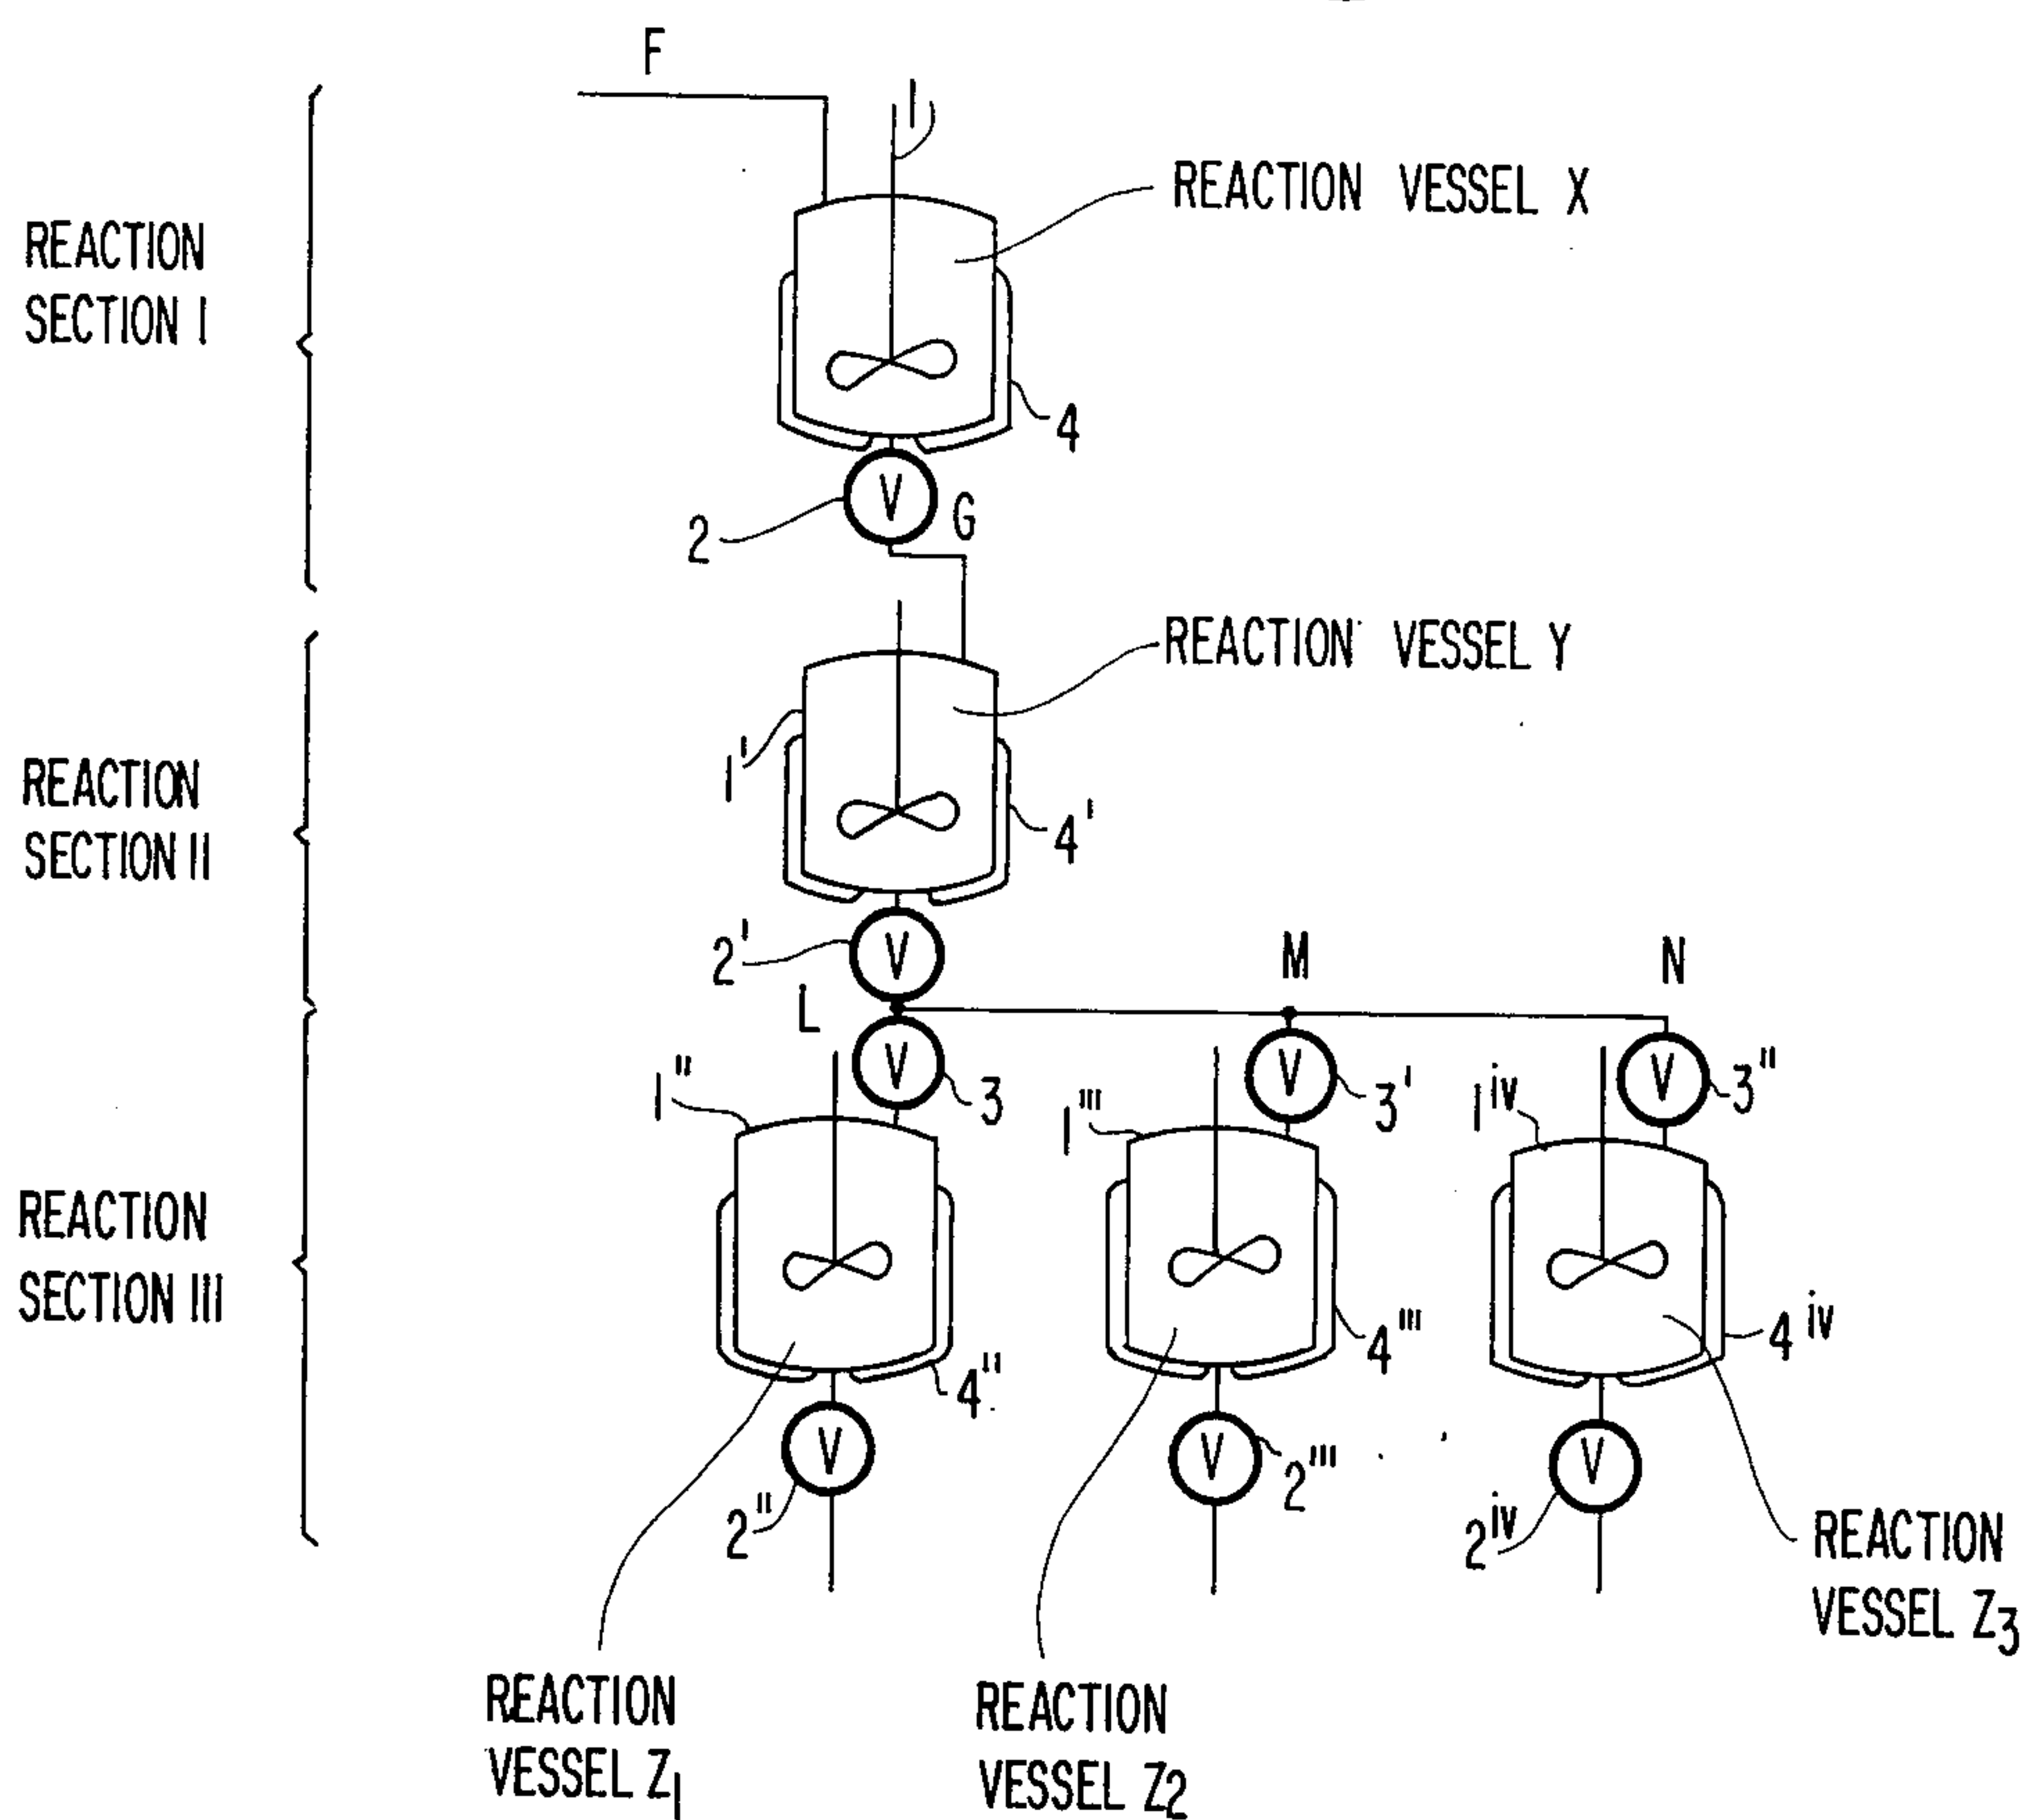 F
1
REACTION VESSEL X
REACTION
SECTION I
4
V
2
G
REACTION VESSEL Y
1'
REACTION
SECTION II
4'
2'
V
M
N
L
V
3
V
3'
V
3"
1"
1'''
1iv
REACTION
SECTION III
4"
4'''
4iv
V
2"
V
2'''
V
2iv
REACTION
VESSEL Z3
REACTION
VESSEL Z1
REACTION
VESSEL Z2